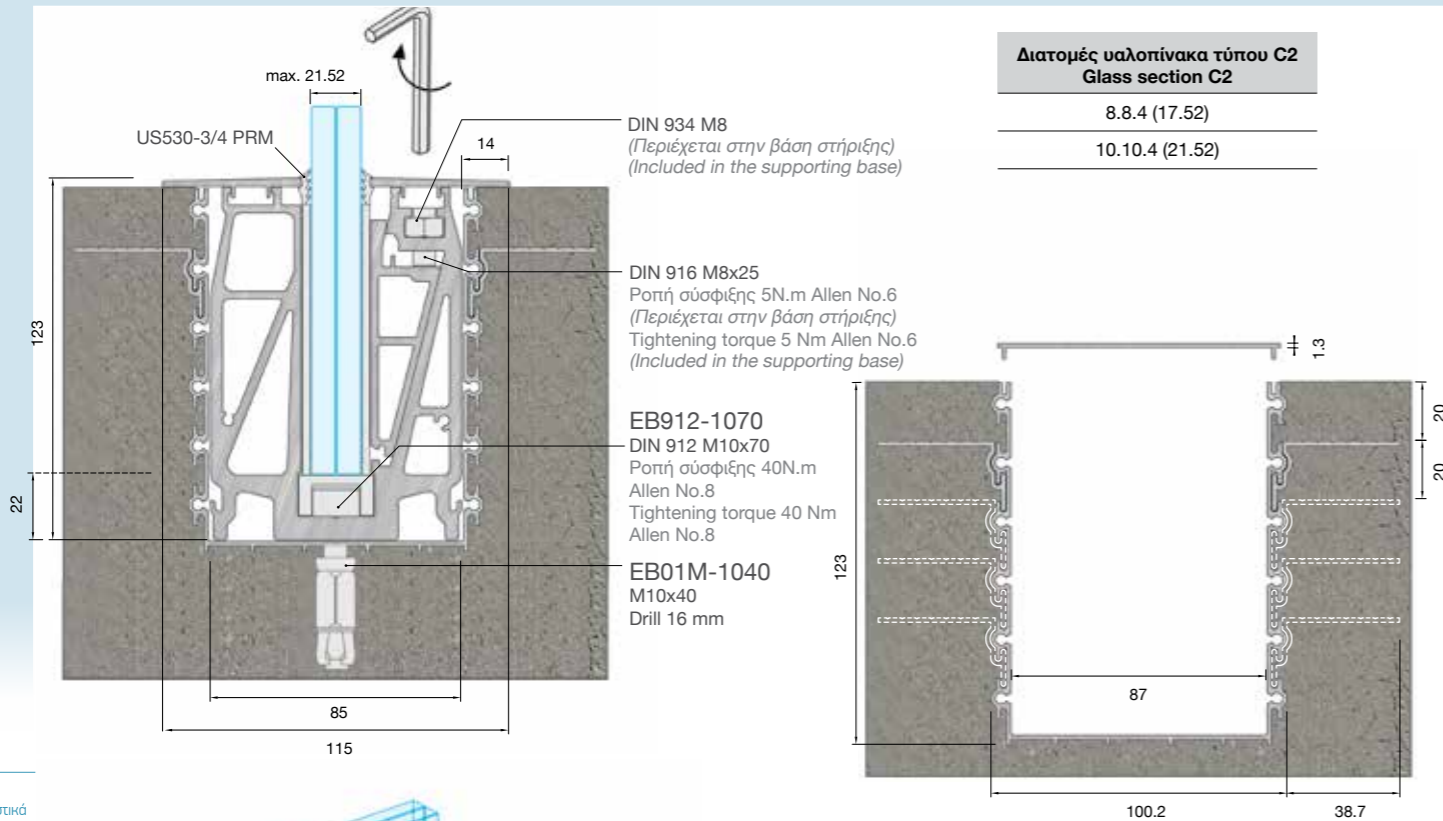 max. 21.52
US530-3/4 PRM
14
123
22
85
115
DIN 934 M8
(Περιέχεται στην βάση στήριξης)
(Included in the supporting base)
DIN 916 M8x25
Ροπή σύσφιξης 5N.m Allen No.6
(Περιέχεται στην βάση στήριξης)
Tightening torque 5 Nm Allen No.6
(Included in the supporting base)
EB912-1070
DIN 912 M10x70
Ροπή σύσφιξης 40N.m
Allen No.8
Tightening torque 40 Nm
Allen No.8
EB01M-1040
M10x40
Drill 16 mm
Διατομές υαλοπίνακα τύπου C2
Glass section C2
8.8.4 (17.52)
10.10.4 (21.52)
1.3
20
20
123
87
100.2
38.7